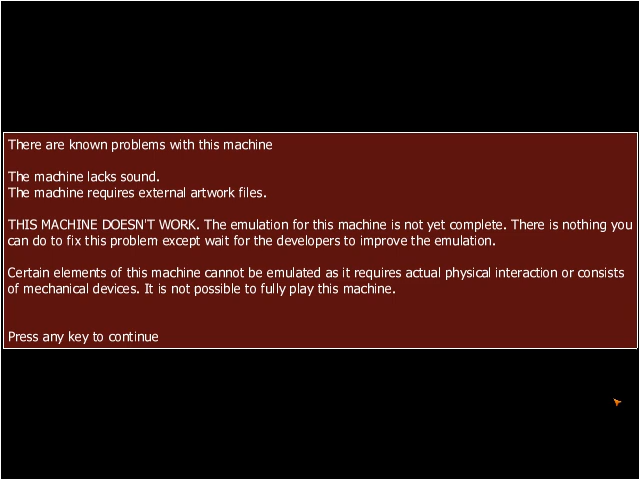 There are known problems with this machine
The machine lacks sound.
The machine requires external artwork files.
THIS MACHINE DOESN'T WORK. The emulation for this machine is not yet complete. There is nothing you
can do to fix this problem except wait for the developers to improve the emulation.
Certain elements of this machine cannot be emulated as it requires actual physical interaction or consists
of mechanical devices. It is not possible to fully play this machine.
Press any key to continue